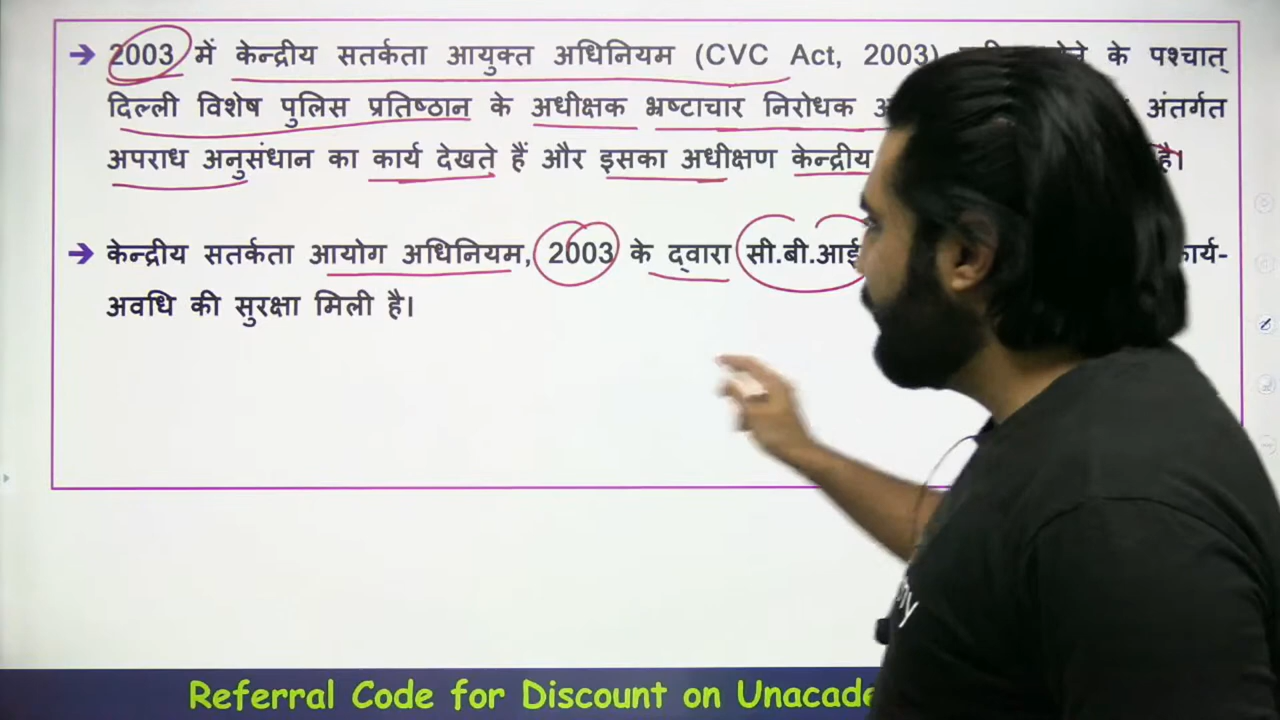 2003 में केन्द्रीय सतर्कता आयुक्त अधिनियम (CVC Act, 2003) के पश्चात्
दिल्ली विशेष पुलिस प्रतिष्ठान के अधीक्षक भ्रष्टाचार निरोधक अंतर्गत
अपराध अनुसंधान का कार्य देखते हैं और इसका अधीक्षण केन्द्रीय है।
केन्द्रीय सतर्कता आयोग अधिनियम, 2003 के द्वारा सी.बी.आई
अवधि की सुरक्षा मिली है।
Referral Code for Discount on